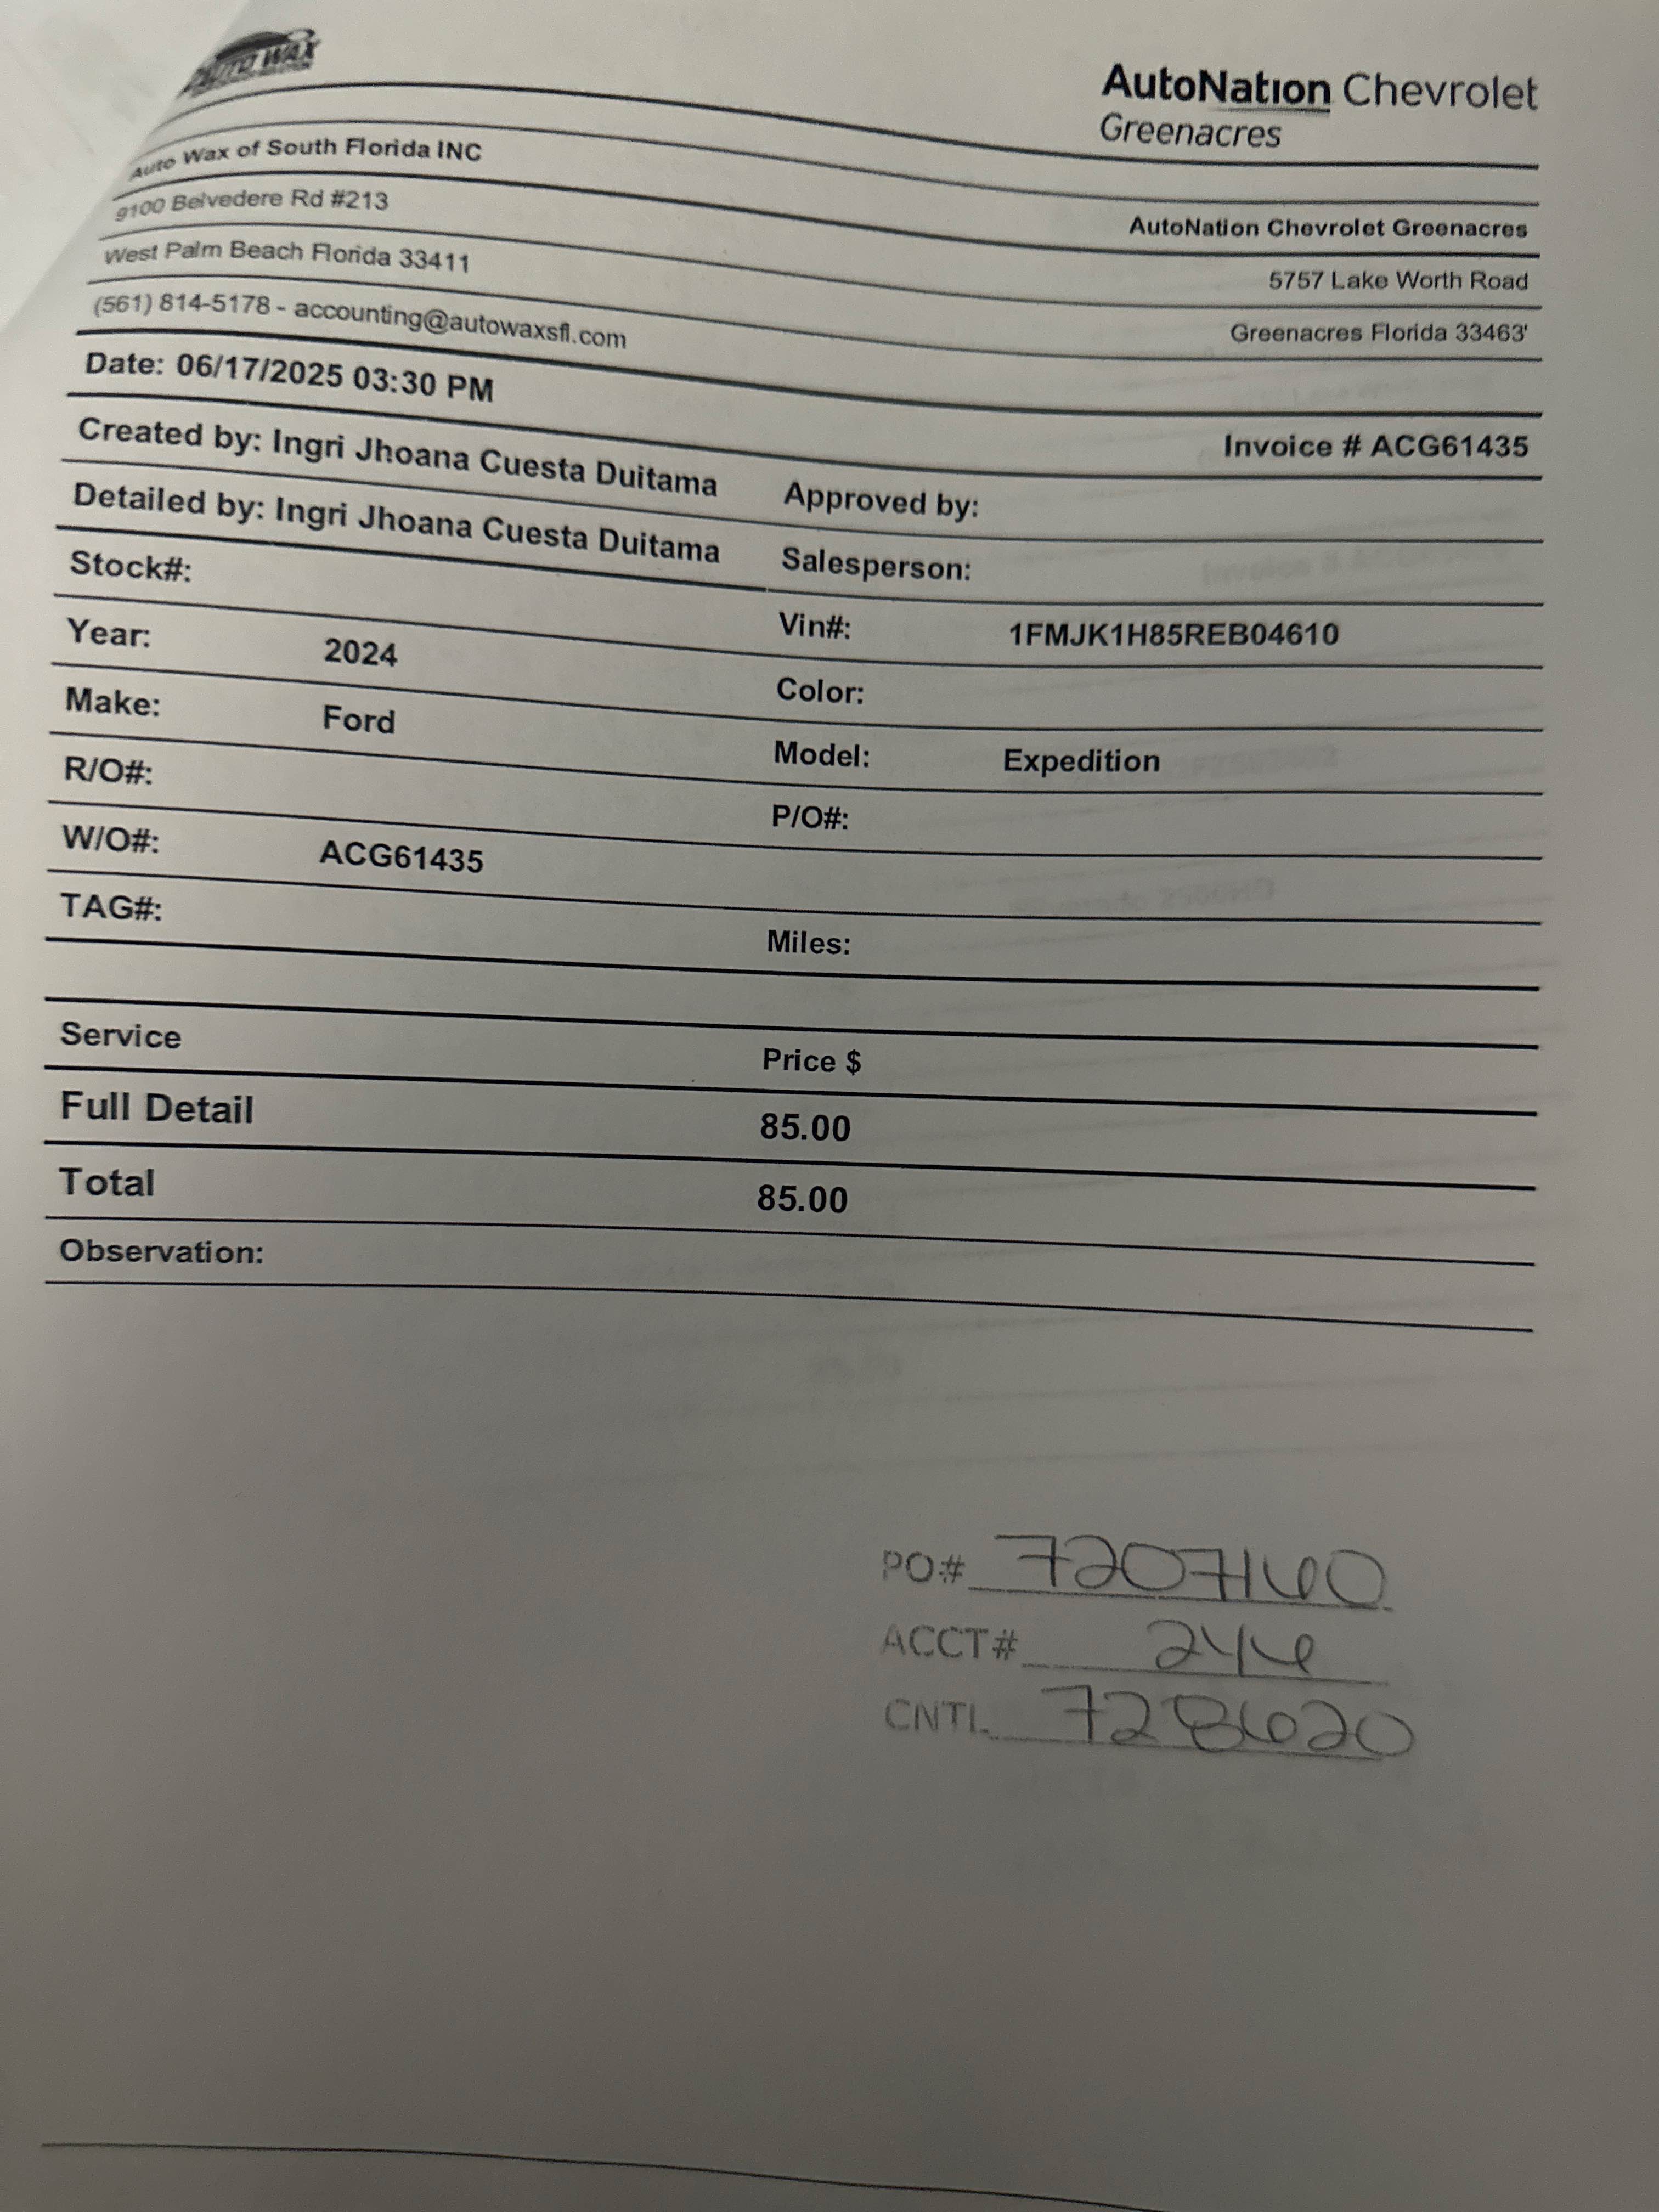 AUTO WAX
AutoNation Chevrolet
Greenacres
Auto Wax of South Florida INC
9100 Belvedere Rd #213
West Palm Beach Florida 33411
(561) 814-5178 - accounting@autowaxsfl.com
AutoNation Chevrolet Greenacres
5757 Lake Worth Road
Greenacres Florida 33463'
Date: 06/17/2025 03:30 PM
Invoice # ACG61435
Created by: Ingri Jhoana Cuesta Duitama Approved by:
Detailed by: Ingri Jhoana Cuesta Duitama Salesperson:
Stock#: Vin#: 1FMJK1H85REB04610
Year: 2024 Color:
Make: Ford Model: Expedition
R/O#: P/O#:
W/O#: ACG61435
TAG#: Miles:
Service Price $
Full Detail 85.00
Total 85.00
Observation:
PO# 7207160
ACCT# 246
CNTL 728620